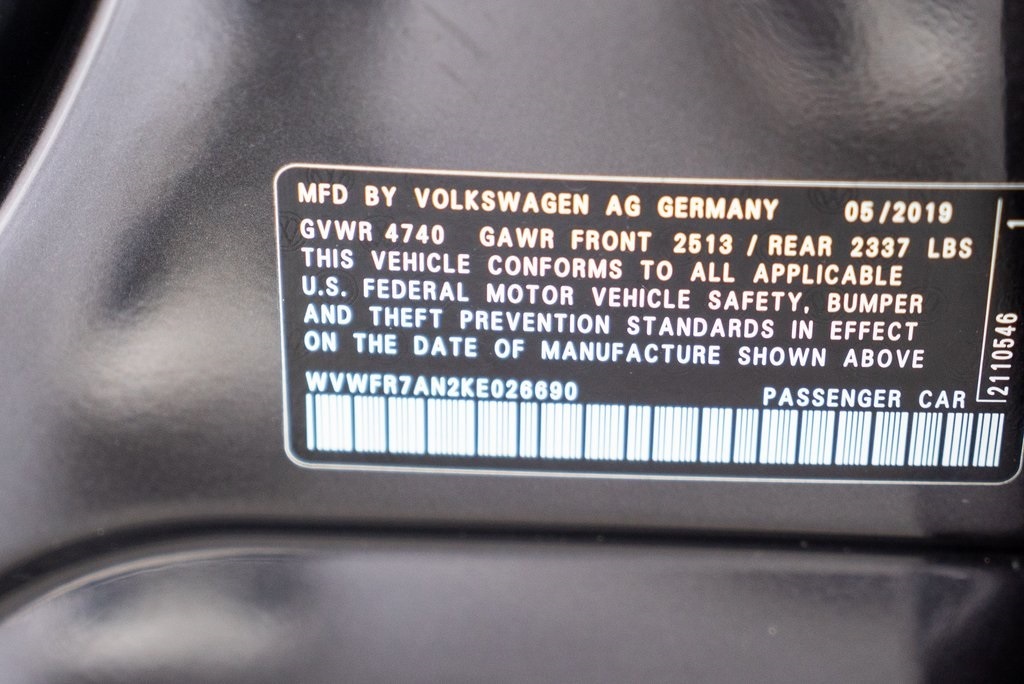 MFD BY VOLKSWAGEN AG GERMANY 05/2019
GVWR 4740 GAWR FRONT 2513 / REAR 2337 LBS
THIS VEHICLE CONFORMS TO ALL APPLICABLE
U.S. FEDERAL MOTOR VEHICLE SAFETY, BUMPER
AND THEFT PREVENTION STANDARDS IN EFFECT
ON THE DATE OF MANUFACTURE SHOWN ABOVE
WVWFR7AN2KE026690
PASSENGER CAR
2110546
1